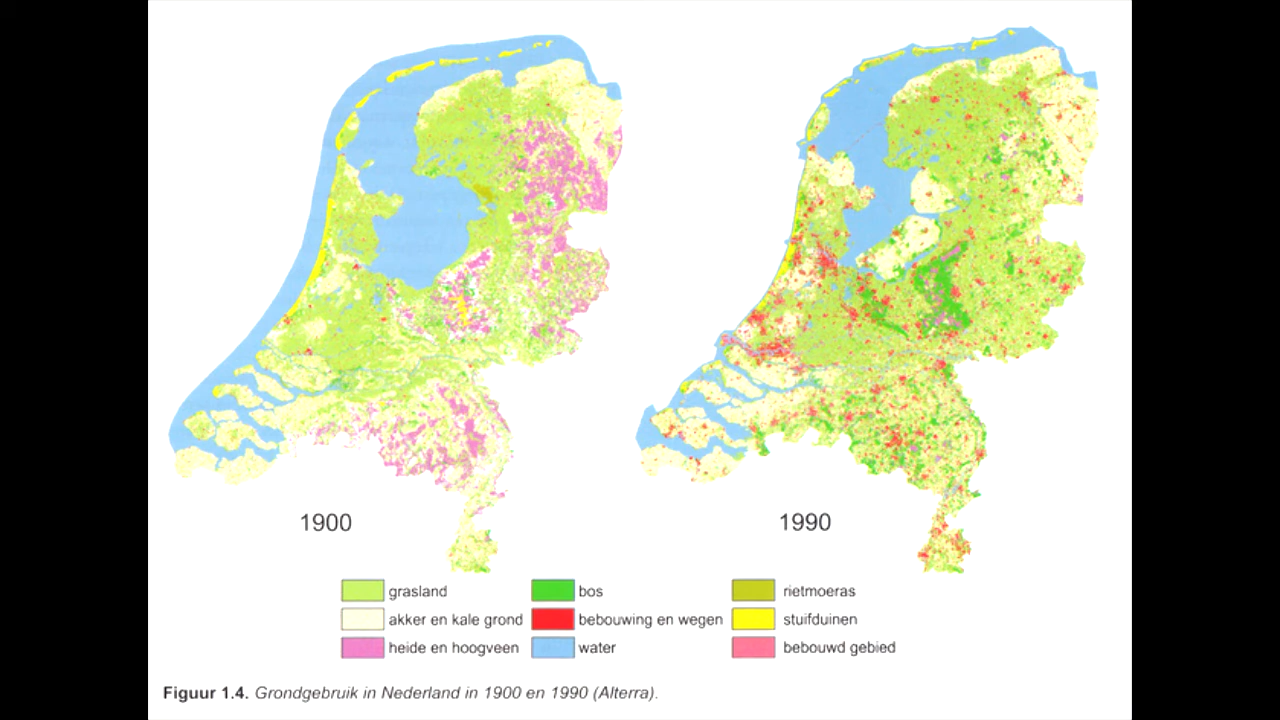 1900
1990
grasland
bos
rietmoeras
akker en kale grond
bebouwing en wegen
stuifduinen
heide en hoogveen
water
bebouwd gebied
Figuur 1.4. Grondgebruik in Nederland in 1900 en 1990 (Alterra).